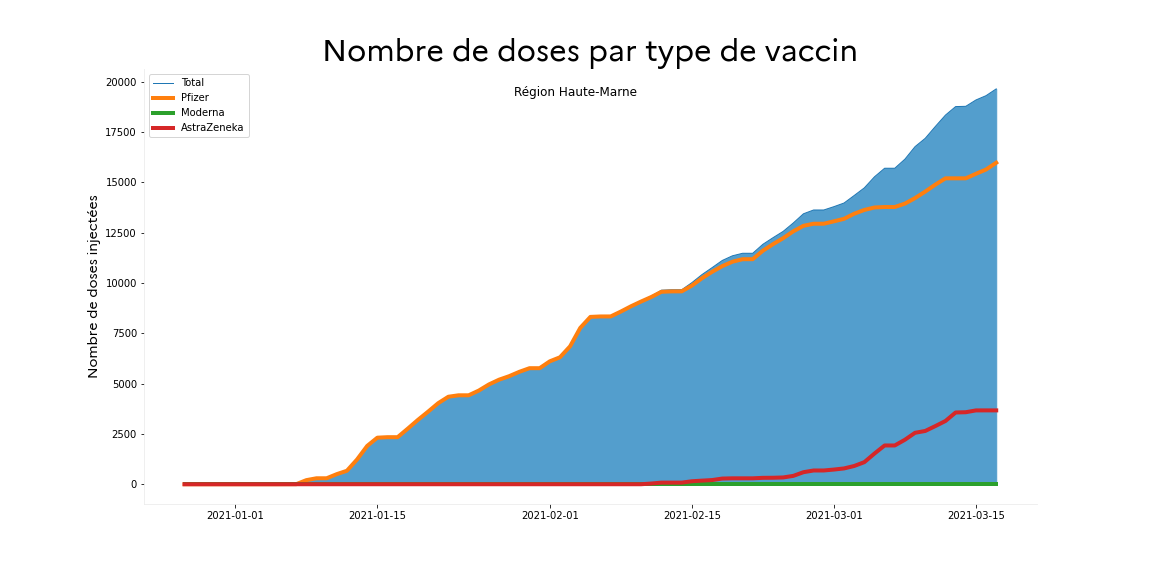 Nombre de doses par type de vaccin
Région Haute-Marne
Total
Pfizer
Moderna
AstraZeneka
Nombre de doses injectées
20000
17500
15000
12500
10000
7500
5000
2500
0
2021-01-01
2021-01-15
2021-02-01
2021-02-15
2021-03-01
2021-03-15